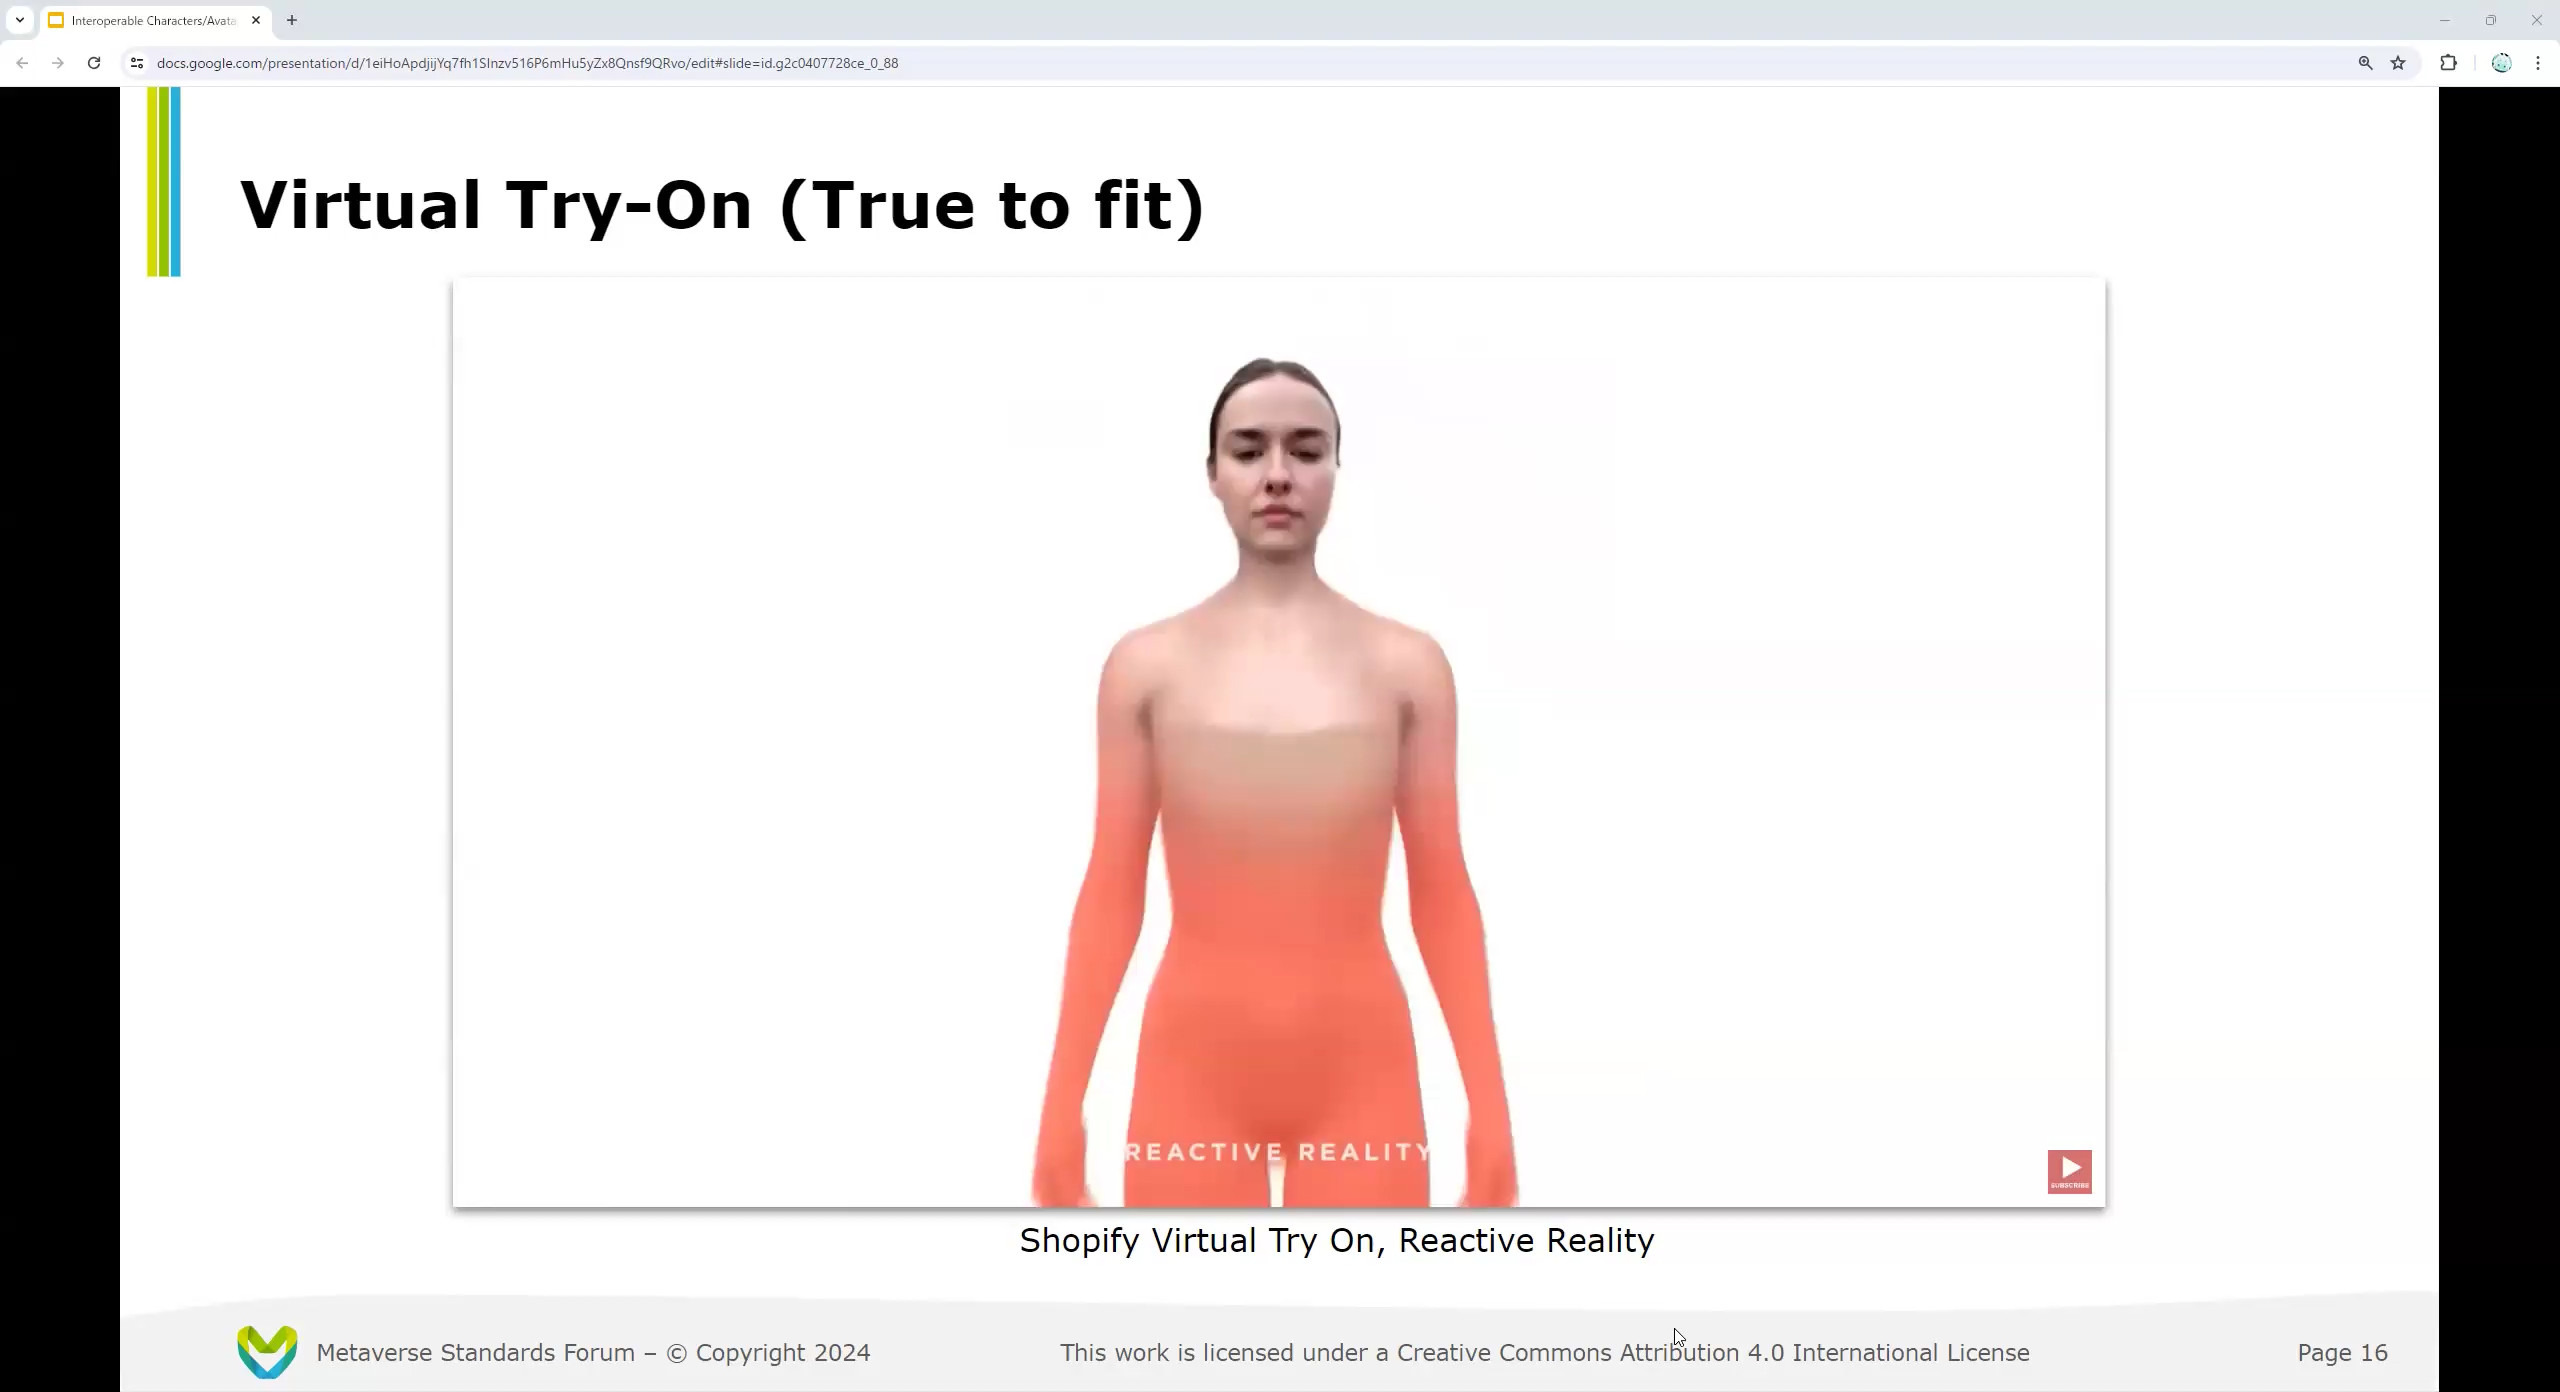 Interoperable Characters/Avata
docs.google.com/presentation/d/1eiHoApdjijYq7fh1SInzv516P6mHu5yZx8Qnsf9QRvo/edit#slide=id.g2c0407728ce_0_88
Virtual Try-On (True to fit)
REACTIVE REALITY
SUBSCRIBE
Shopify Virtual Try On, Reactive Reality
Metaverse Standards Forum – © Copyright 2024
This work is licensed under a Creative Commons Attribution 4.0 International License
Page 16